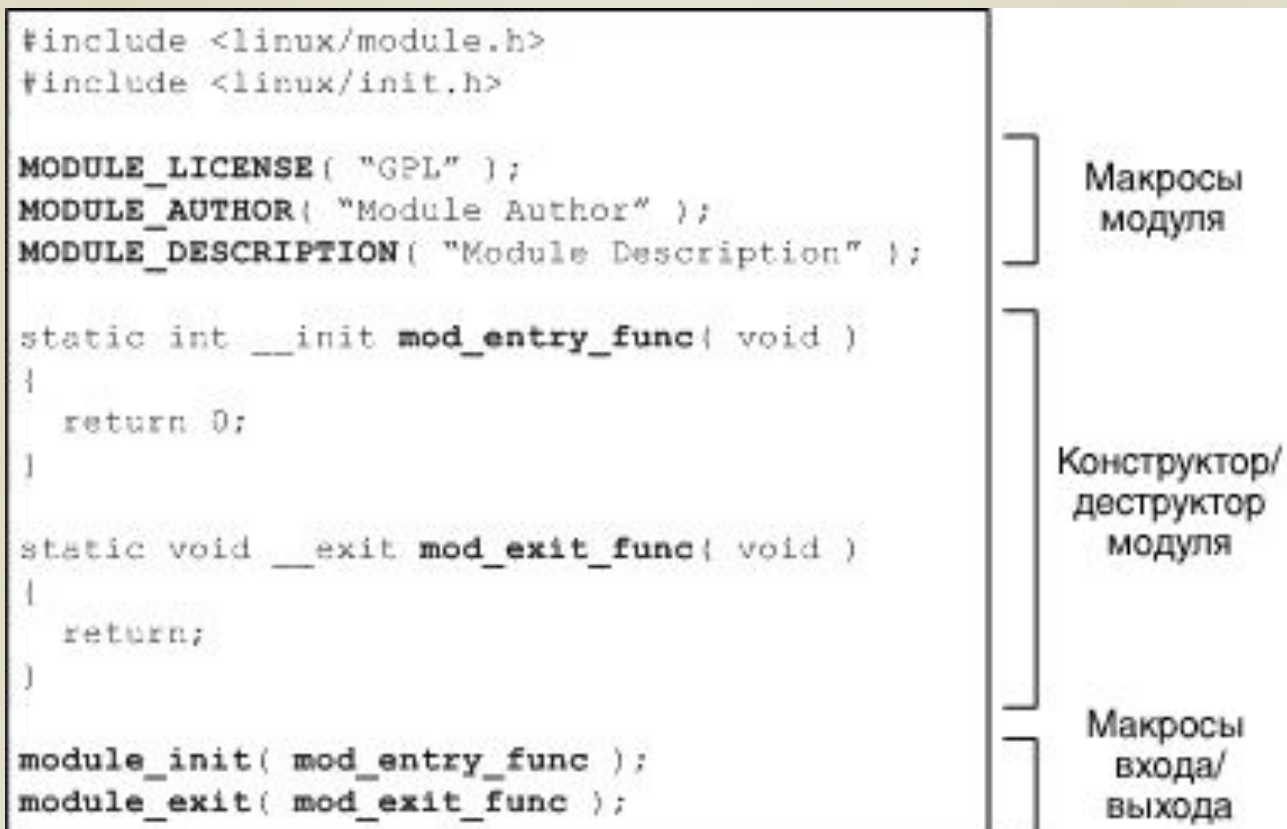 #include <linux/module.h>
#include <linux/init.h>
MODULE_LICENSE( “GPL” );
MODULE_AUTHOR( “Module Author” );
MODULE_DESCRIPTION( “Module Description” );
Макросы
модуля
static int __init mod_entry_func( void )
{
return 0;
}
static void __exit mod_exit_func( void )
{
return;
}
Конструктор/
деструктор
модуля
module_init( mod_entry_func );
module_exit( mod_exit_func );
Макросы
входа/
выхода